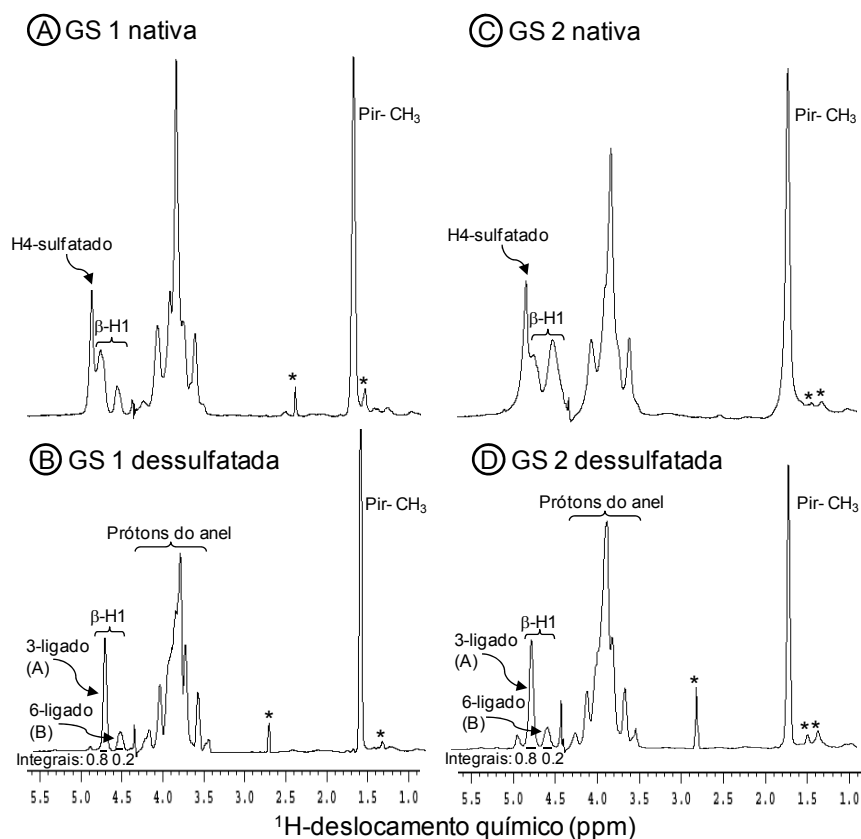 A GS 1 nativa
Pir- CH₃
H4-sulfatado
β-H1
*
*
C GS 2 nativa
Pir- CH₃
H4-sulfatado
β-H1
**
B GS 1 dessulfatada
Prótons do anel
Pir- CH₃
β-H1
3-ligado
(A)
6-ligado
(B)
*
*
Integrais: 0.8 0.2
5.5 5.0 4.5 4.0 3.5 3.0 2.5 2.0 1.5 1.0
D GS 2 dessulfatada
Prótons do anel
Pir- CH₃
β-H1
3-ligado
(A)
6-ligado
(B)
*
**
Integrais: 0.8 0.2
5.5 5.0 4.5 4.0 3.5 3.0 2.5 2.0 1.5 1.0
¹H-deslocamento químico (ppm)